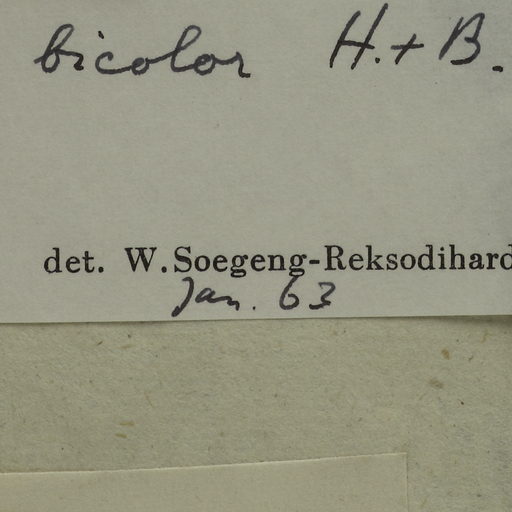 bicolor H.+B.
det. W. Soegeng-Reksodihard
Jan. 63